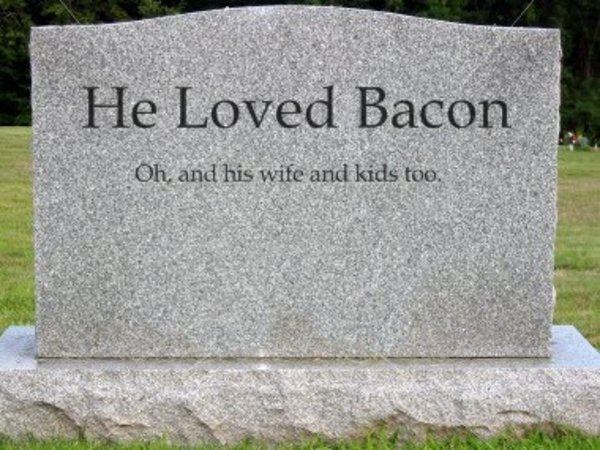 He Loved Bacon
Oh, and his wife and kids too.